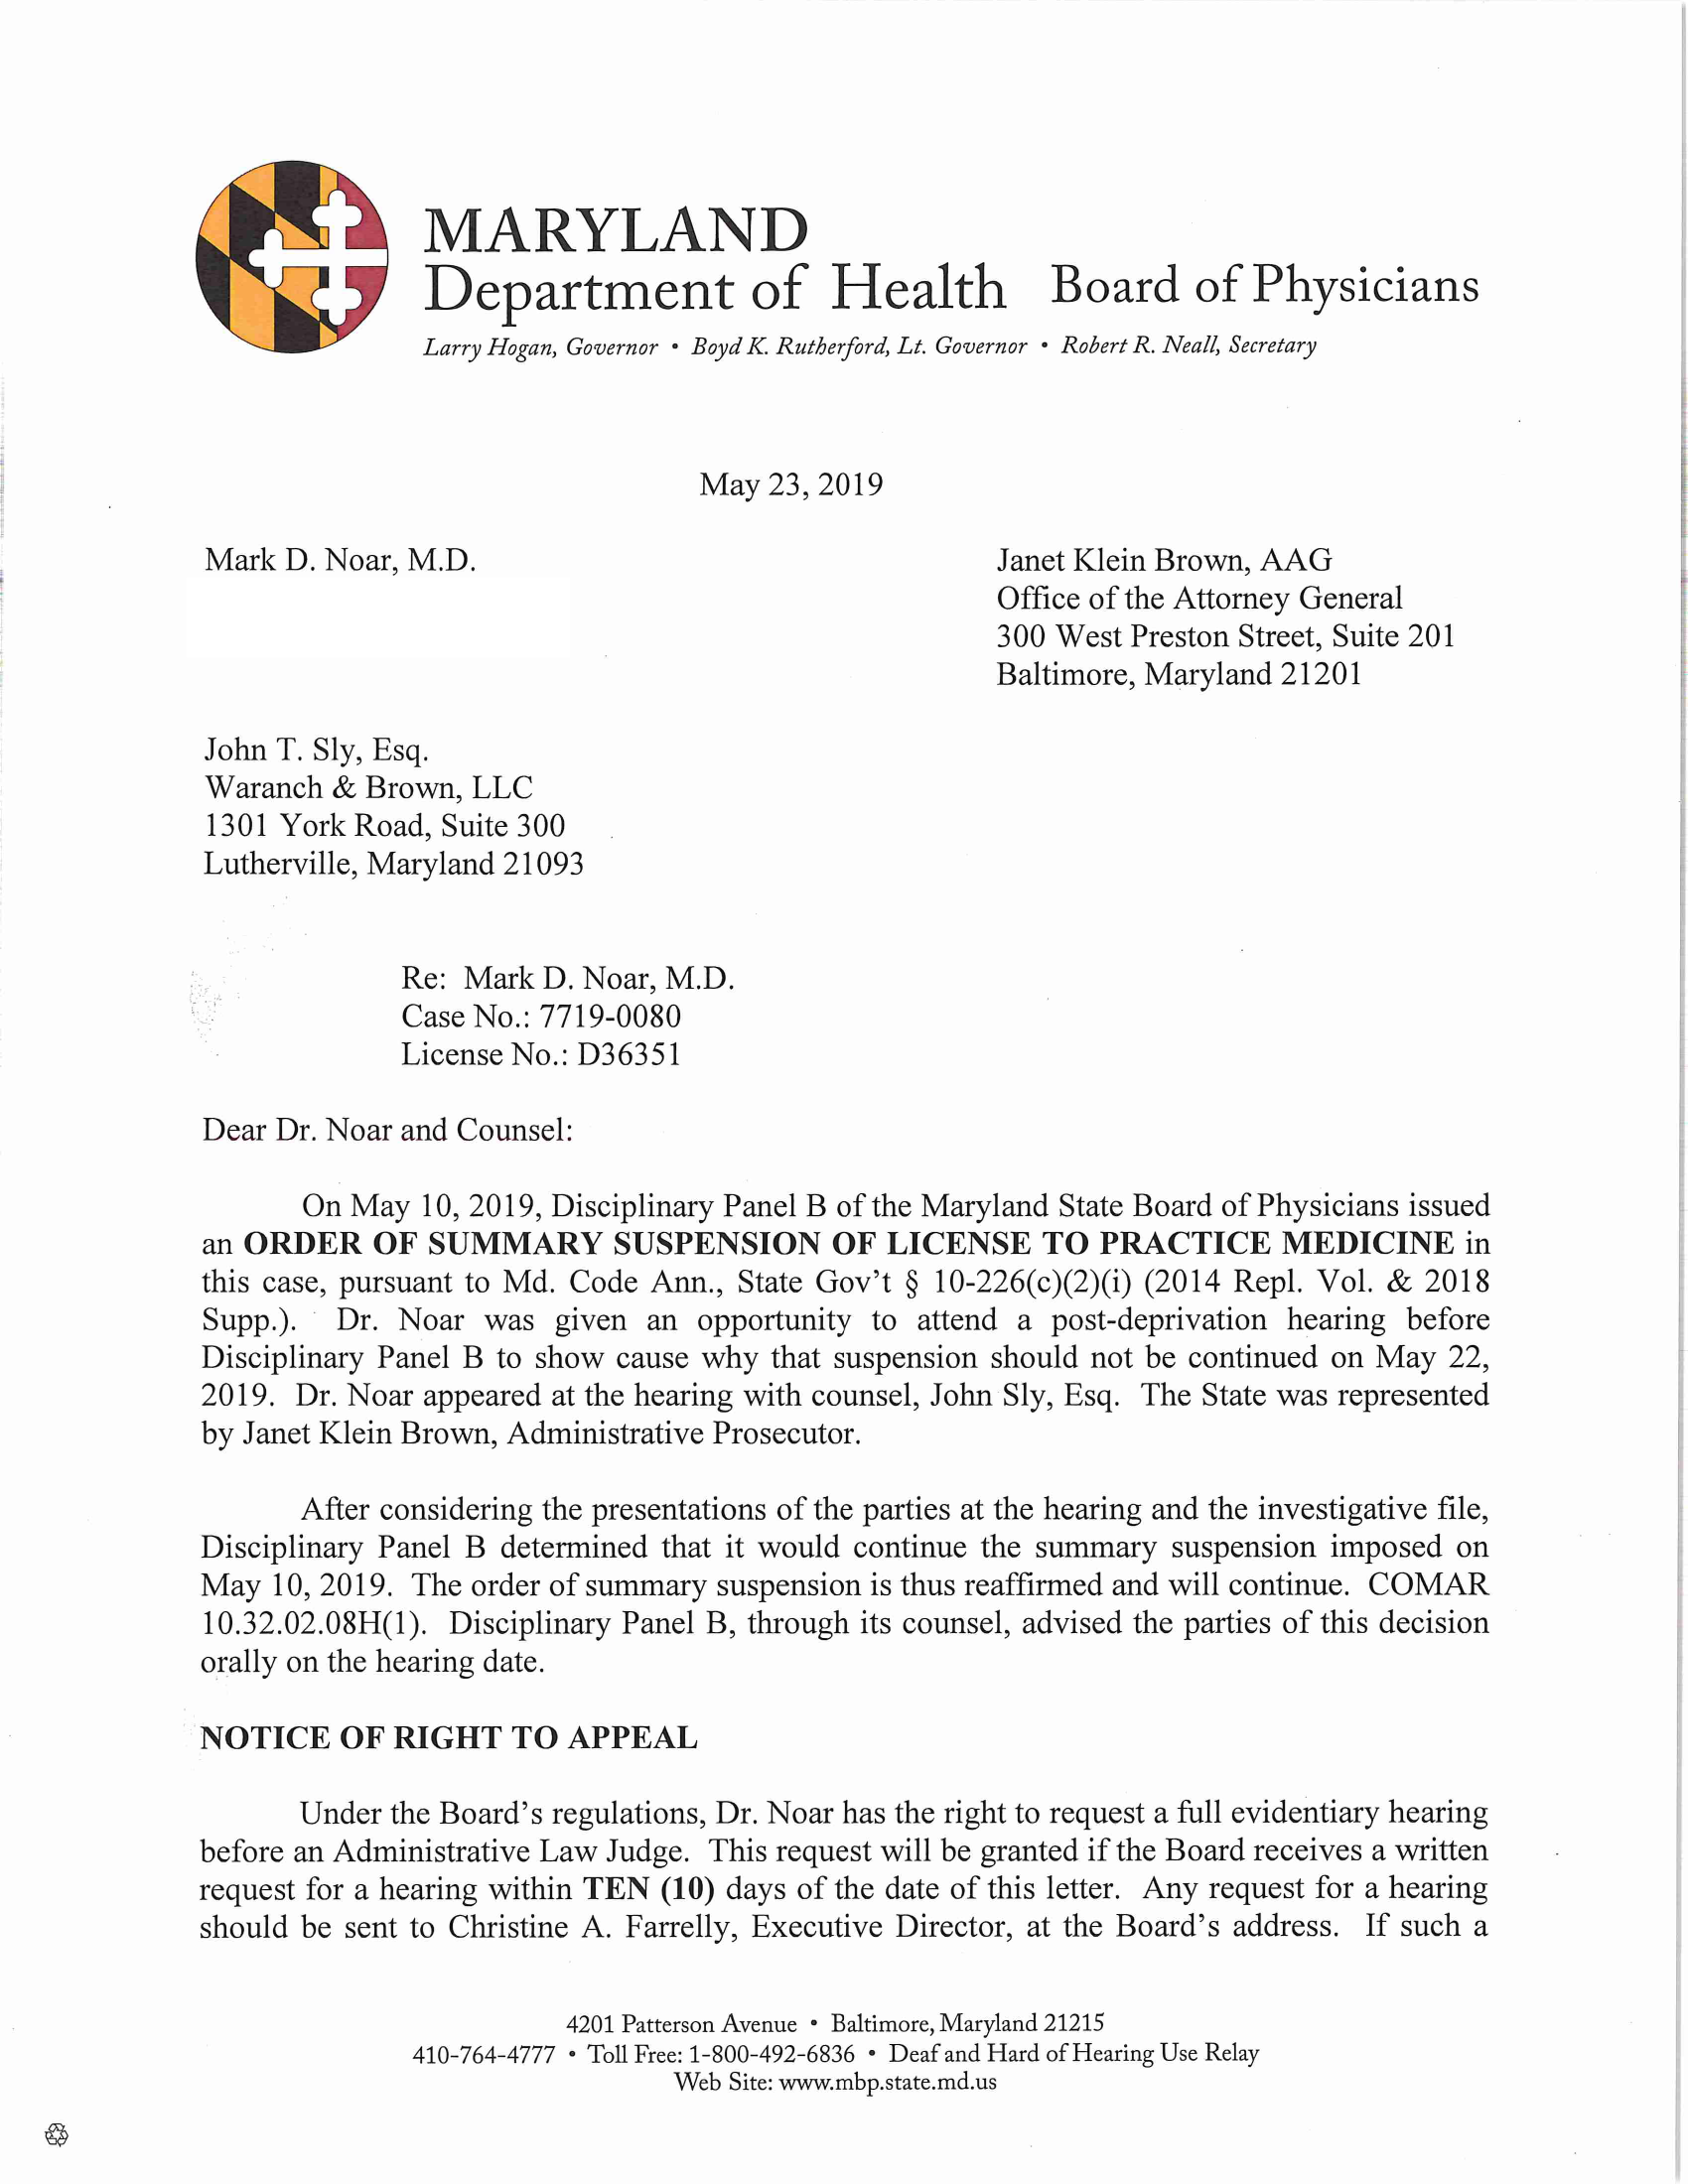 MARYLAND
Department of Health Board of Physicians
Larry Hogan, Governor • Boyd K. Rutherford, Lt. Governor • Robert R. Neall, Secretary
May 23, 2019
Mark D. Noar, M.D.
Janet Klein Brown, AAG
Office of the Attorney General
300 West Preston Street, Suite 201
Baltimore, Maryland 21201
John T. Sly, Esq.
Waranch & Brown, LLC
1301 York Road, Suite 300
Lutherville, Maryland 21093
Re: Mark D. Noar, M.D.
Case No.: 7719-0080
License No.: D36351
Dear Dr. Noar and Counsel:
On May 10, 2019, Disciplinary Panel B of the Maryland State Board of Physicians issued
an ORDER OF SUMMARY SUSPENSION OF LICENSE TO PRACTICE MEDICINE in
this case, pursuant to Md. Code Ann., State Gov't § 10-226(c)(2)(i) (2014 Repl. Vol. & 2018
Supp.). Dr. Noar was given an opportunity to attend a post-deprivation hearing before
Disciplinary Panel B to show cause why that suspension should not be continued on May 22,
2019. Dr. Noar appeared at the hearing with counsel, John Sly, Esq. The State was represented
by Janet Klein Brown, Administrative Prosecutor.
After considering the presentations of the parties at the hearing and the investigative file,
Disciplinary Panel B determined that it would continue the summary suspension imposed on
May 10, 2019. The order of summary suspension is thus reaffirmed and will continue. COMAR
10.32.02.08H(1). Disciplinary Panel B, through its counsel, advised the parties of this decision
orally on the hearing date.
NOTICE OF RIGHT TO APPEAL
Under the Board's regulations, Dr. Noar has the right to request a full evidentiary hearing
before an Administrative Law Judge. This request will be granted if the Board receives a written
request for a hearing within TEN (10) days of the date of this letter. Any request for a hearing
should be sent to Christine A. Farrelly, Executive Director, at the Board's address. If such a
4201 Patterson Avenue • Baltimore, Maryland 21215
410-764-4777 • Toll Free: 1-800-492-6836 • Deaf and Hard of Hearing Use Relay
Web Site: www.mbp.state.md.us